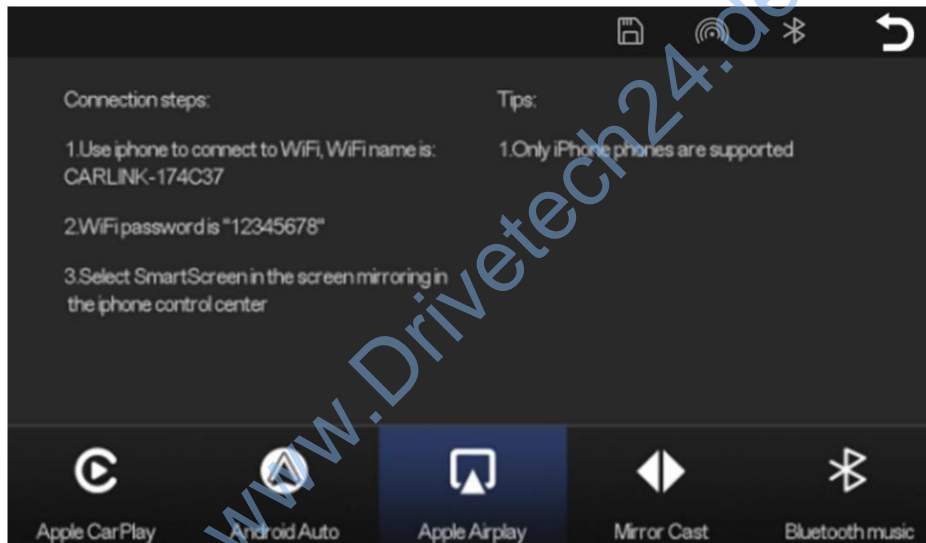 Connection steps:
1.Use iphone to connect to WiFi, WiFi name is:
CARLINK-174C37
2.WiFi password is "12345678"
3.Select SmartScreen in the screen mirroring in
the iphone control center
Tips:
1.Only iPhone phones are supported
Apple CarPlay
Android Auto
Apple Airplay
Mirror Cast
Bluetooth music
www.Drivetech24.de